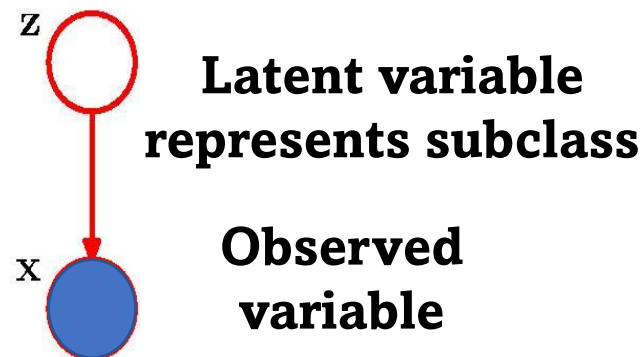 z
Latent variable
represents subclass
x
Observed
variable